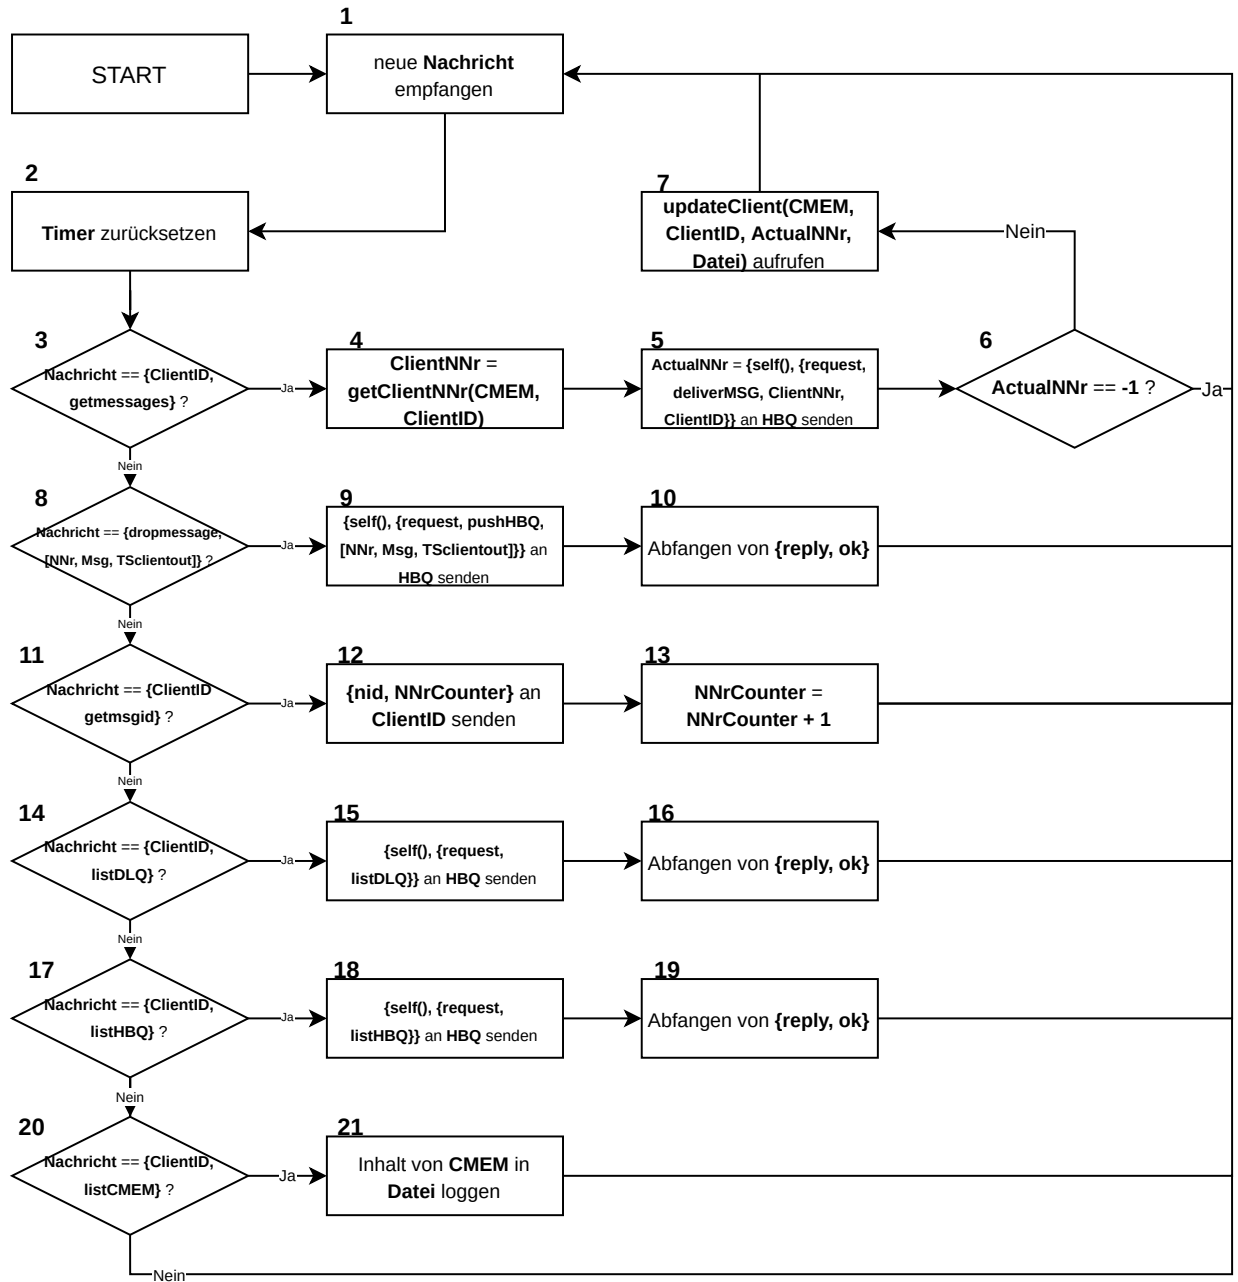 1
START
neue Nachricht
empfangen
2
Timer zurücksetzen
7
updateClient(CMEM,
ClientID, ActualNNr,
Datei) aufrufen
Nein
3
Nachricht == {ClientID,
getmessages} ?
Ja
4
ClientNNr =
getClientNNr(CMEM,
ClientID)
5
ActualNNr = {self(), {request,
deliverMSG, ClientNNr,
ClientID}} an HBQ senden
6
ActualNNr == -1 ?
Ja
Nein
8
Nachricht == {dropmessage,
[NNr, Msg, TSclientout]} ?
Ja
9
{self(), {request, pushHBQ,
[NNr, Msg, TSclientout]}} an
HBQ senden
10
Abfangen von {reply, ok}
Nein
11
Nachricht == {ClientID
getmsgid} ?
Ja
12
{nid, NNrCounter} an
ClientID senden
13
NNrCounter =
NNrCounter + 1
Nein
14
Nachricht == {ClientID,
listDLQ} ?
Ja
15
{self(), {request,
listDLQ}} an HBQ senden
16
Abfangen von {reply, ok}
Nein
17
Nachricht == {ClientID,
listHBQ} ?
Ja
18
{self(), {request,
listHBQ}} an HBQ senden
19
Abfangen von {reply, ok}
Nein
20
Nachricht == {ClientID,
listCMEM} ?
Ja
21
Inhalt von CMEM in
Datei loggen
Nein